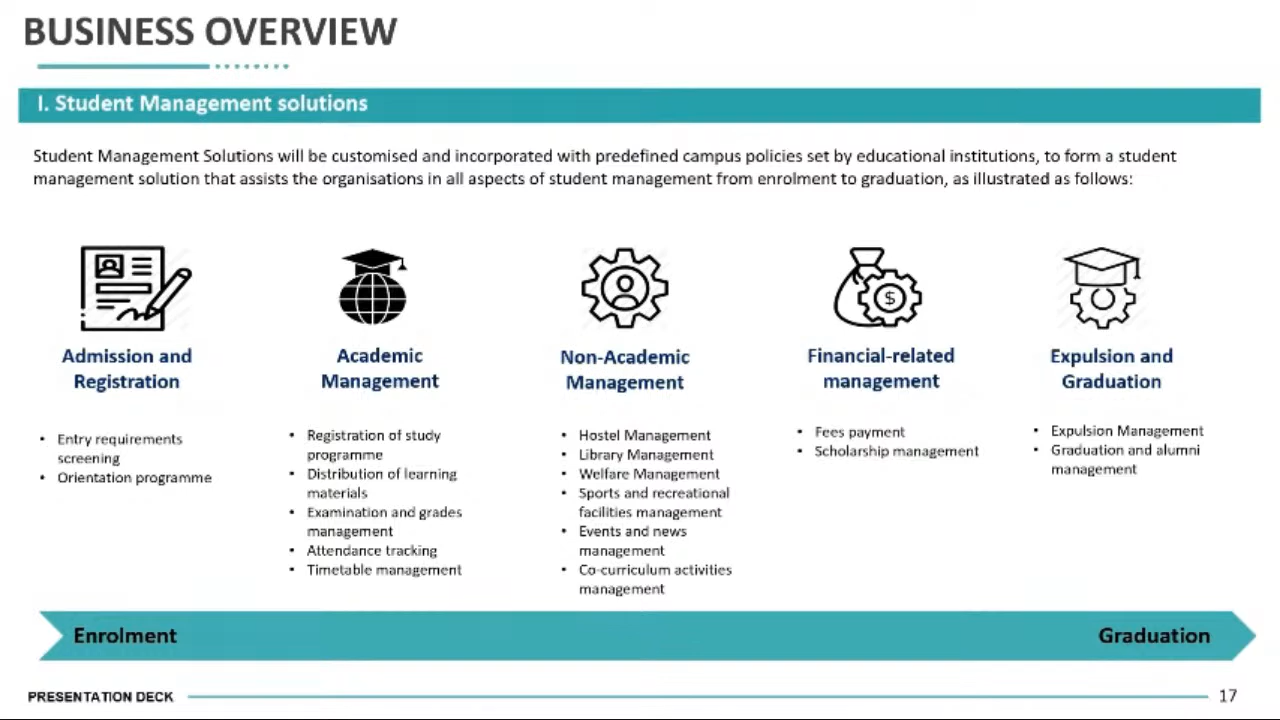 BUSINESS OVERVIEW
I. Student Management solutions
Student Management Solutions will be customised and incorporated with predefined campus policies set by educational institutions, to form a student
management solution that assists the organisations in all aspects of student management from enrolment to graduation, as illustrated as follows:
$
Admission and
Registration
• Entry requirements
screening
• Orientation programme
Academic
Management
• Registration of study
programme
• Distribution of learning
materials
• Examination and grades
management
• Attendance tracking
• Timetable management
Non-Academic
Management
• Hostel Management
• Library Management
• Welfare Management
• Sports and recreational
facilities management
• Events and news
management
• Co-curriculum activities
management
Financial-related
management
• Fees payment
• Scholarship management
Expulsion and
Graduation
• Expulsion Management
• Graduation and alumni
management
Enrolment
Graduation
PRESENTATION DECK
17